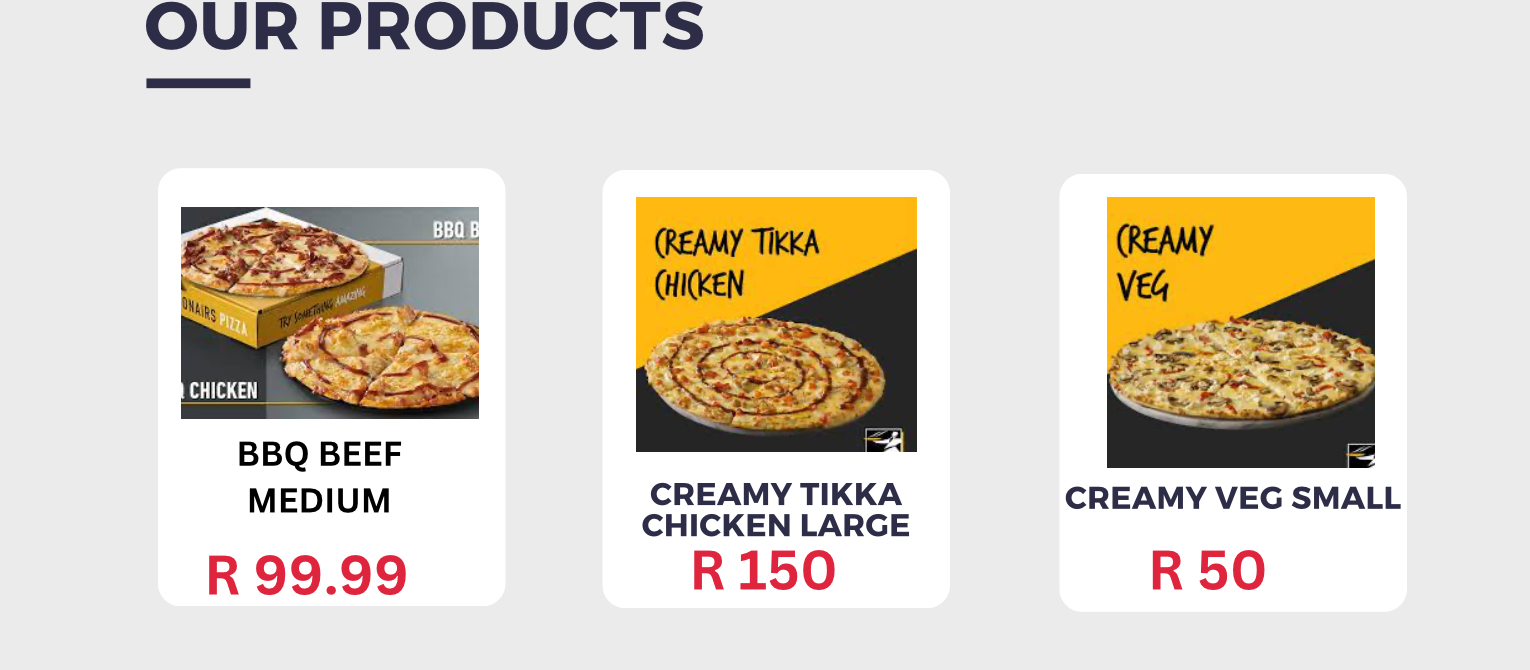 OUR PRODUCTS
BBQ B
ONAIRS PIZZA
TRY SOMETHING AMAZING
Q CHICKEN
BBQ BEEF
MEDIUM
R 99.99
CREAMY TIKKA
CHICKEN
CREAMY TIKKA
CHICKEN LARGE
R 150
CREAMY
VEG
CREAMY VEG SMALL
R 50